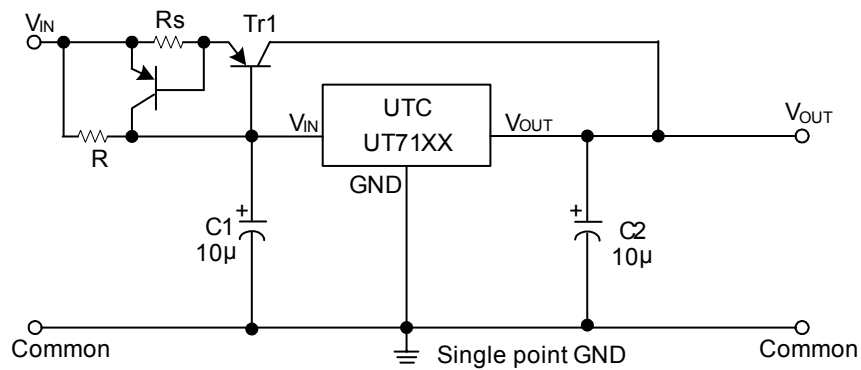 VIN
Rs
Tr1
R
VIN
UTC
UT71XX
VOUT
GND
VOUT
+
C1
10µ
+
C2
10µ
Common
Single point GND
Common